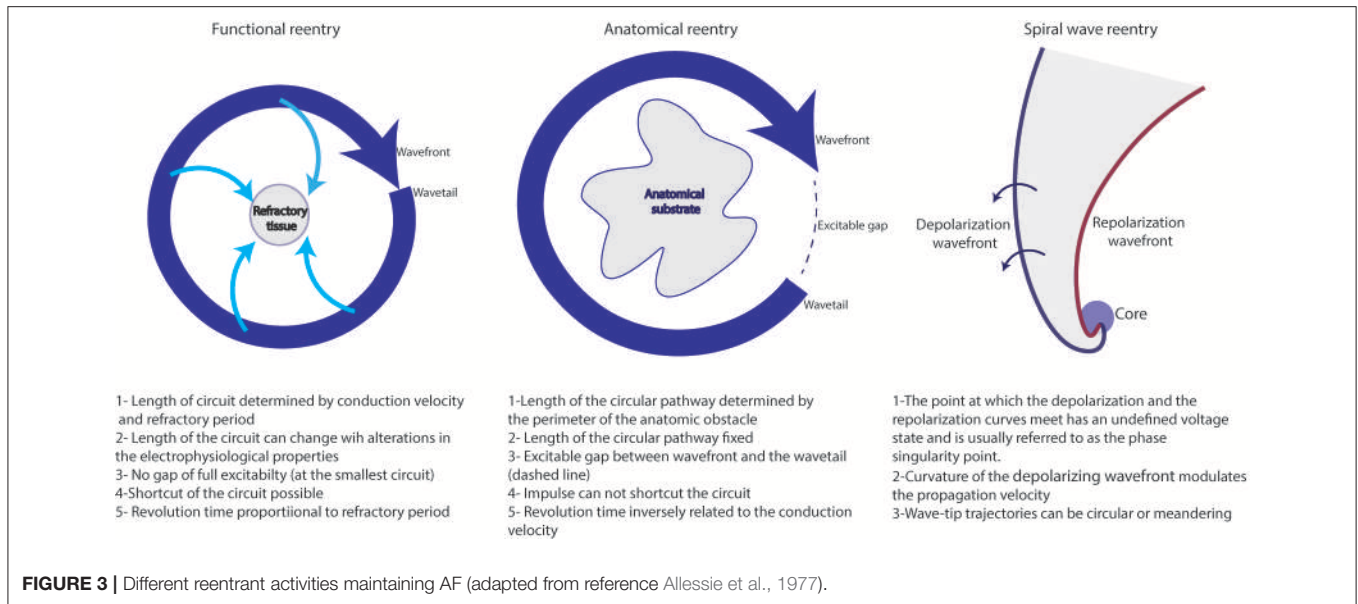 Functional reentry
Wavefront
Wavetail
Refractory
tissue
1- Length of circuit determined by conduction velocity
and refractory period
2- Length of the circuit can change wih alterations in
the electrophysiological properties
3- No gap of full excitabilty (at the smallest circuit)
4-Shortcut of the circuit possible
5- Revolution time proportiional to refractory period
Anatomical reentry
Wavefront
Anatomical
substrate
Excitable gap
Wavetail
1-Length of the circular pathway determined by
the perimeter of the anatomic obstacle
2- Length of the circular pathway fixed
3- Excitable gap between wavefront and the wavetail
(dashed line)
4- Impulse can not shortcut the circuit
5- Revolution time inversely related to the conduction
velocity
Spiral wave reentry
Depolarization
wavefront
Repolarization
wavefront
Core
1-The point at which the depolarization and the
repolarization curves meet has an undefined voltage
state and is usually referred to as the phase
singularity point.
2-Curvature of the depolarizing wavefront modulates
the propagation velocity
3-Wave-tip trajectories can be circular or meandering
FIGURE 3 | Different reentrant activities maintaining AF (adapted from reference Allessie et al., 1977).